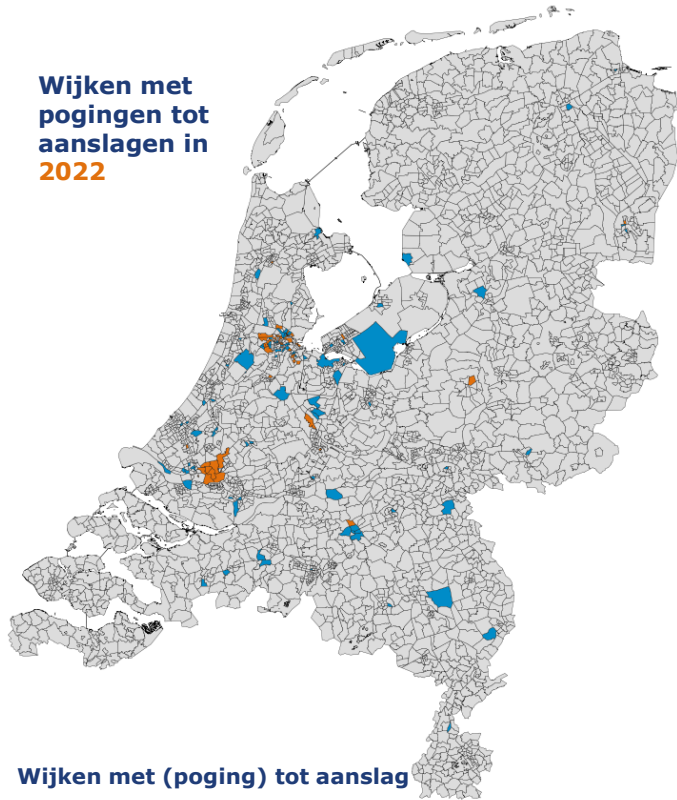 Wijken met
pogingen tot
aanslagen in
2022
Wijken met (poging) tot aanslag